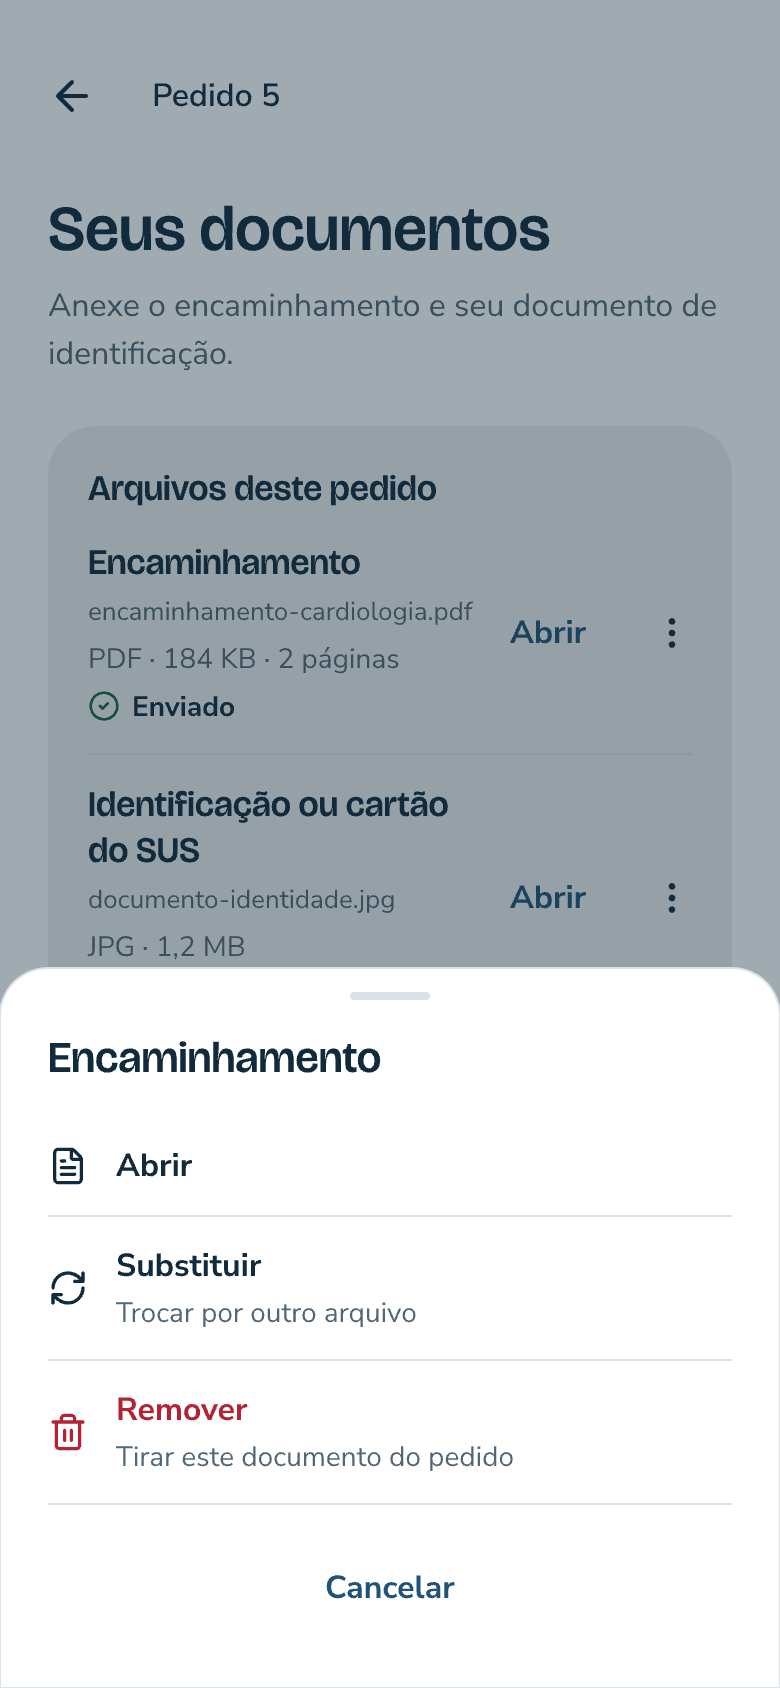 Pedido 5
Seus documentos
Anexe o encaminhamento e seu documento de
identificação.
Arquivos deste pedido
Encaminhamento
encaminhamento-cardiologia.pdf
PDF · 184 KB · 2 páginas
Abrir
Enviado
Identificação ou cartão
do SUS
documento-identidade.jpg
JPG · 1,2 MB
Abrir
Encaminhamento
Abrir
Substituir
Trocar por outro arquivo
Remover
Tirar este documento do pedido
Cancelar